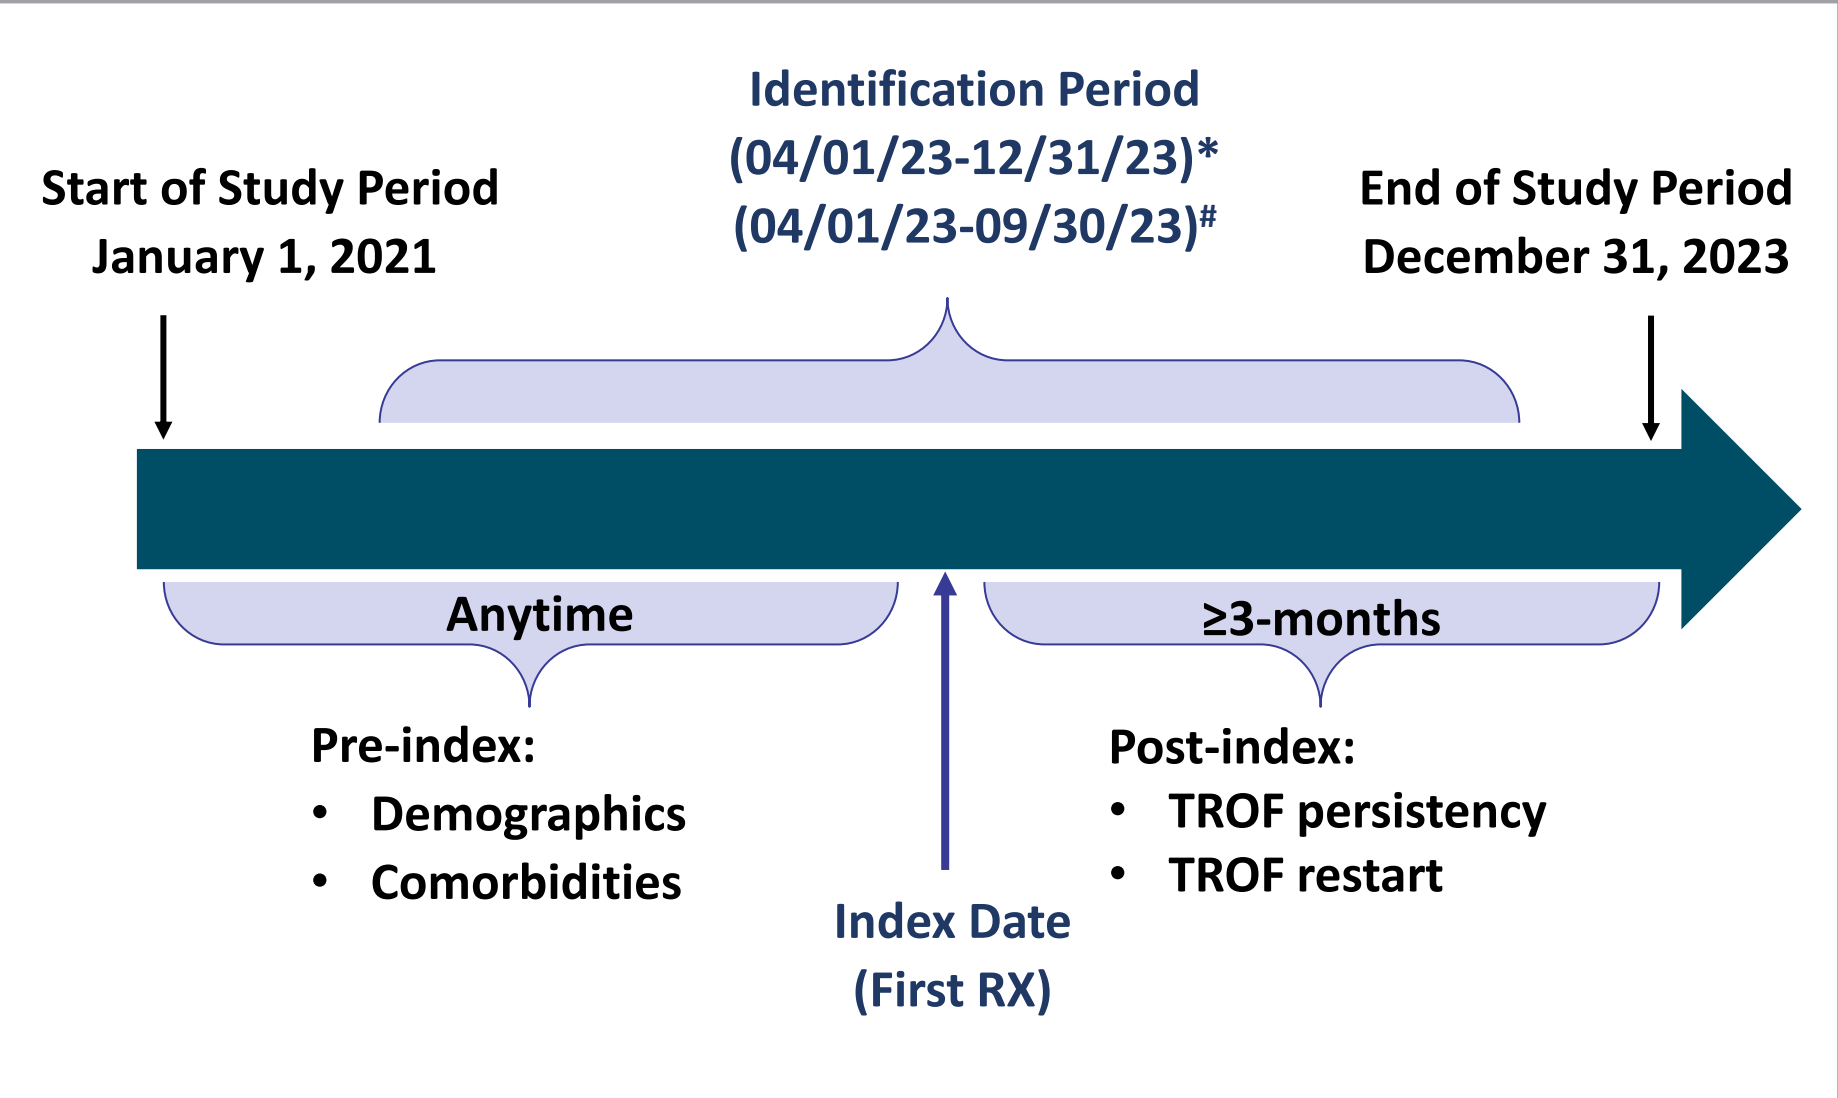 Identification Period
(04/01/23-12/31/23)*
(04/01/23-09/30/23)#
Start of Study Period
January 1, 2021
End of Study Period
December 31, 2023
Anytime
≥3-months
Pre-index:
• Demographics
• Comorbidities
Post-index:
• TROF persistency
• TROF restart
Index Date
(First RX)